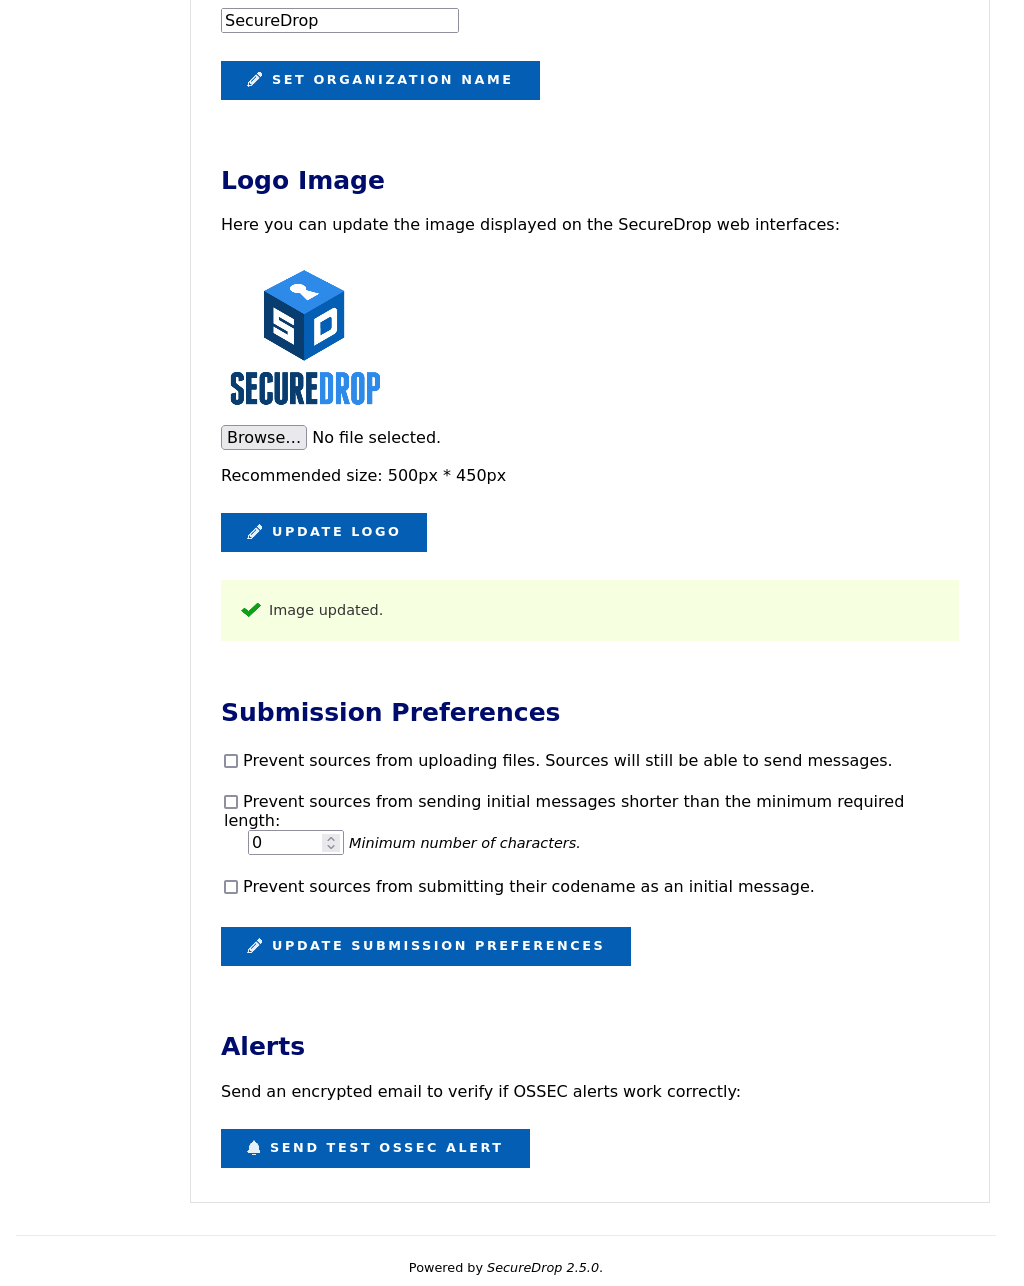 SecureDrop
SET ORGANIZATION NAME
Logo Image
Here you can update the image displayed on the SecureDrop web interfaces:
SD
SECUREDROP
Browse… No file selected.
Recommended size: 500px * 450px
UPDATE LOGO
Image updated.
Submission Preferences
Prevent sources from uploading files. Sources will still be able to send messages.
Prevent sources from sending initial messages shorter than the minimum required
length:
0 Minimum number of characters.
Prevent sources from submitting their codename as an initial message.
UPDATE SUBMISSION PREFERENCES
Alerts
Send an encrypted email to verify if OSSEC alerts work correctly:
SEND TEST OSSEC ALERT
Powered by SecureDrop 2.5.0.